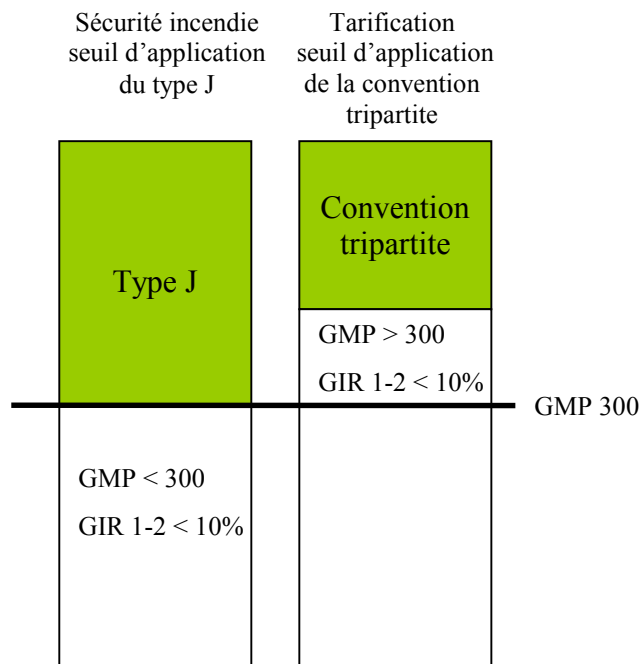 Sécurité incendie
seuil d’application
du type J
Tarification
seuil d’application
de la convention
tripartite
Type J
Convention
tripartite
GMP > 300
GIR 1-2 < 10%
GMP 300
GMP < 300
GIR 1-2 < 10%